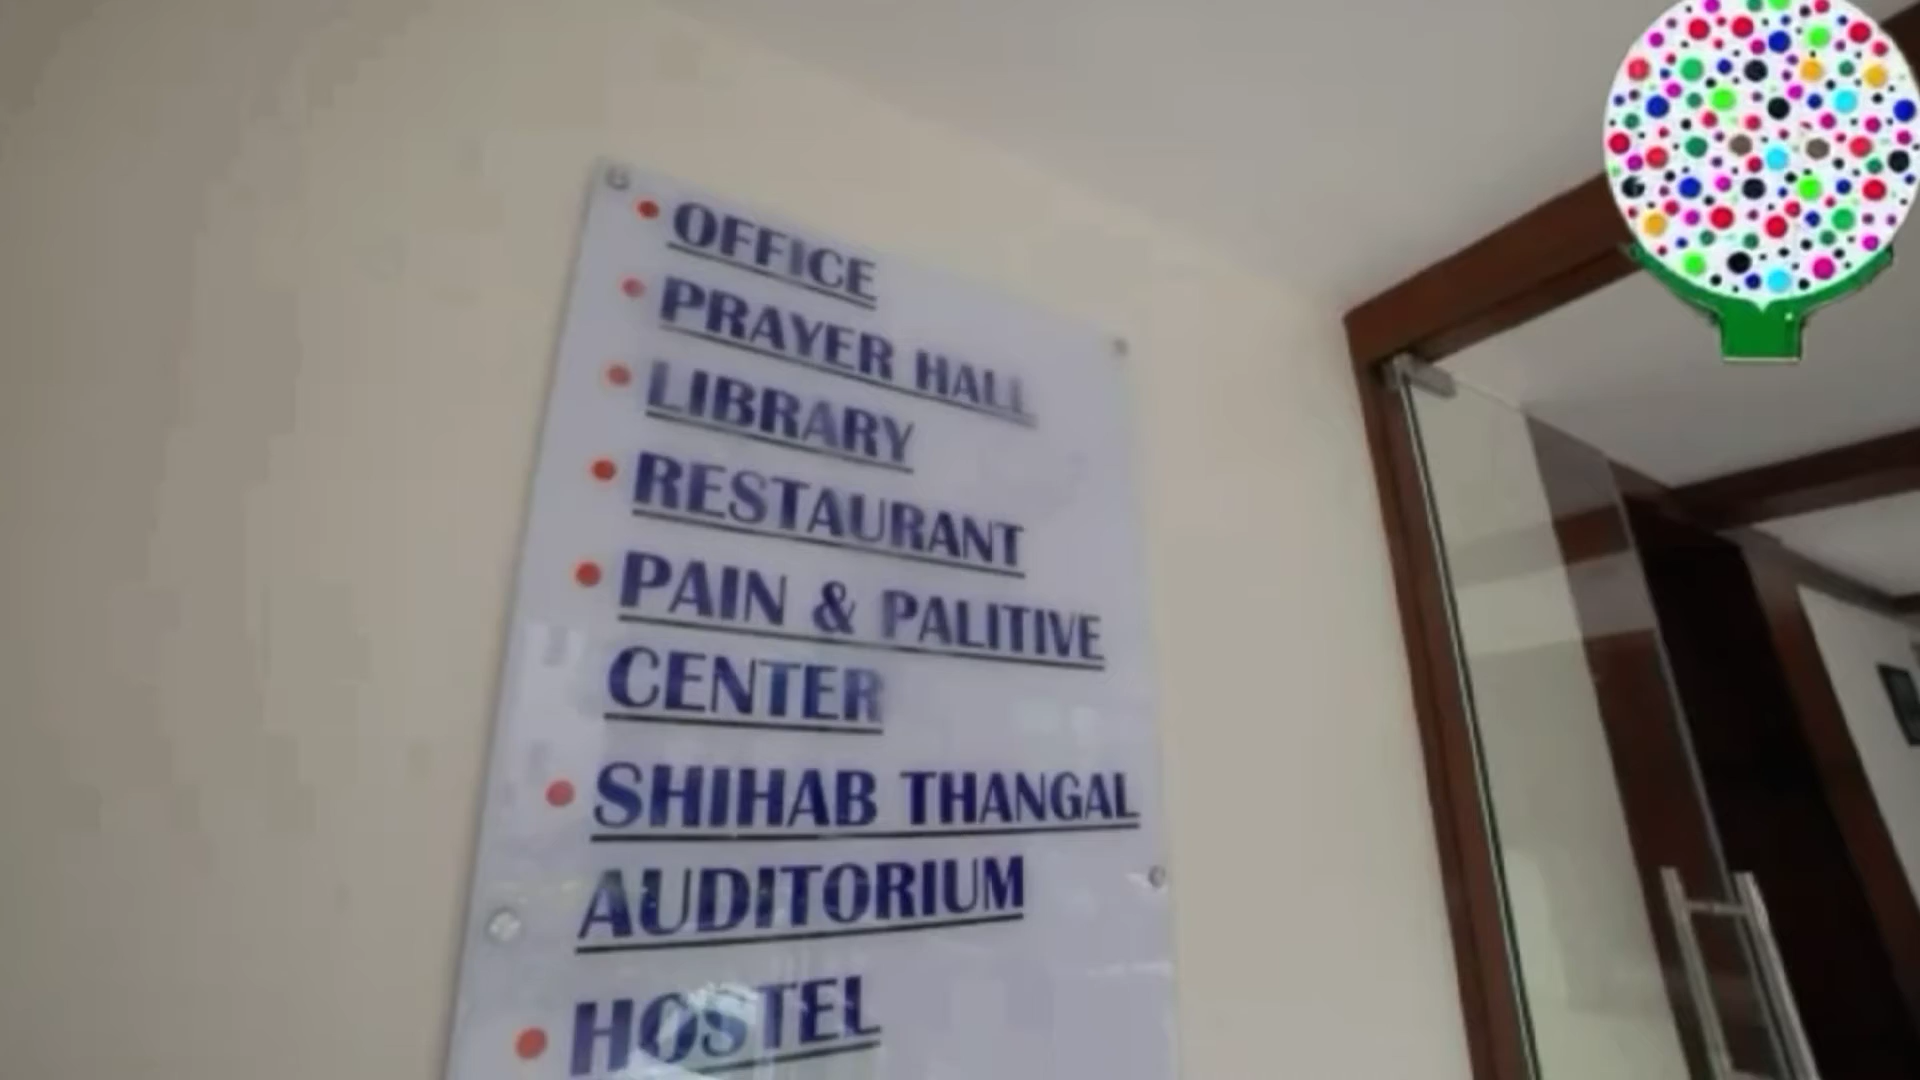 • OFFICE
• PRAYER HALL
• LIBRARY
• RESTAURANT
• PAIN & PALITIVE
CENTER
• SHIHAB THANGAL
AUDITORIUM
• HOSTEL